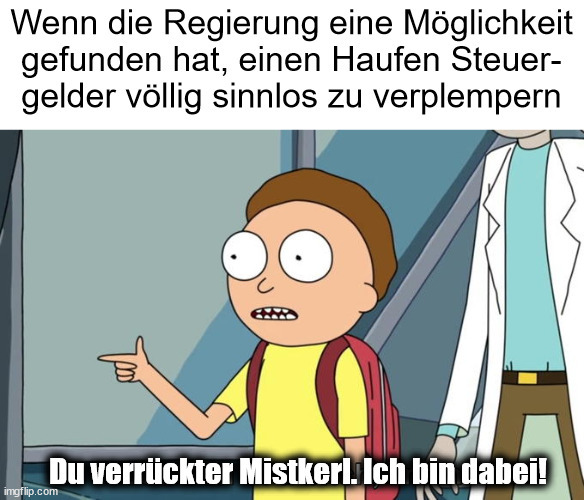 Wenn die Regierung eine Möglichkeit
gefunden hat, einen Haufen Steuer-
gelder völlig sinnlos zu verplempern
Du verrückter Mistkerl. Ich bin dabei!
imgflip.com